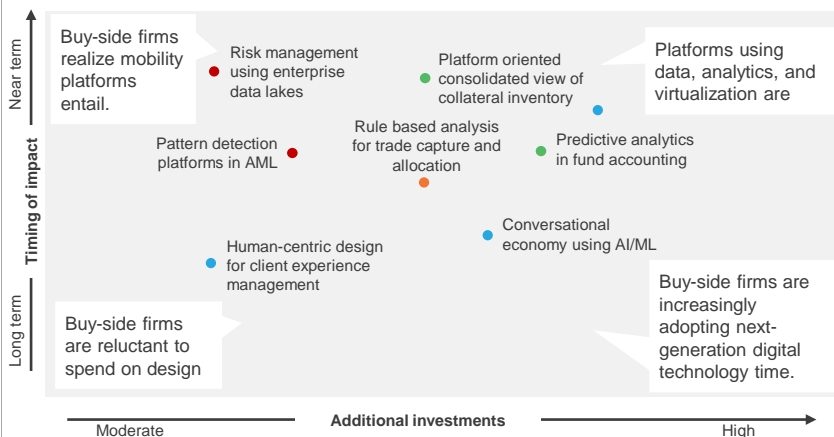 Near term
Timing of impact
Long term
Buy-side firms
realize mobility
platforms
entail.
Risk management
using enterprise
data lakes
Platform oriented
consolidated view of
collateral inventory
Platforms using
data, analytics, and
virtualization are
Pattern detection
platforms in AML
Rule based analysis
for trade capture and
allocation
Predictive analytics
in fund accounting
Human-centric design
for client experience
management
Conversational
economy using AI/ML
Buy-side firms
are reluctant to
spend on design
Buy-side firms are
increasingly
adopting next-
generation digital
technology time.
Moderate
Additional investments
High